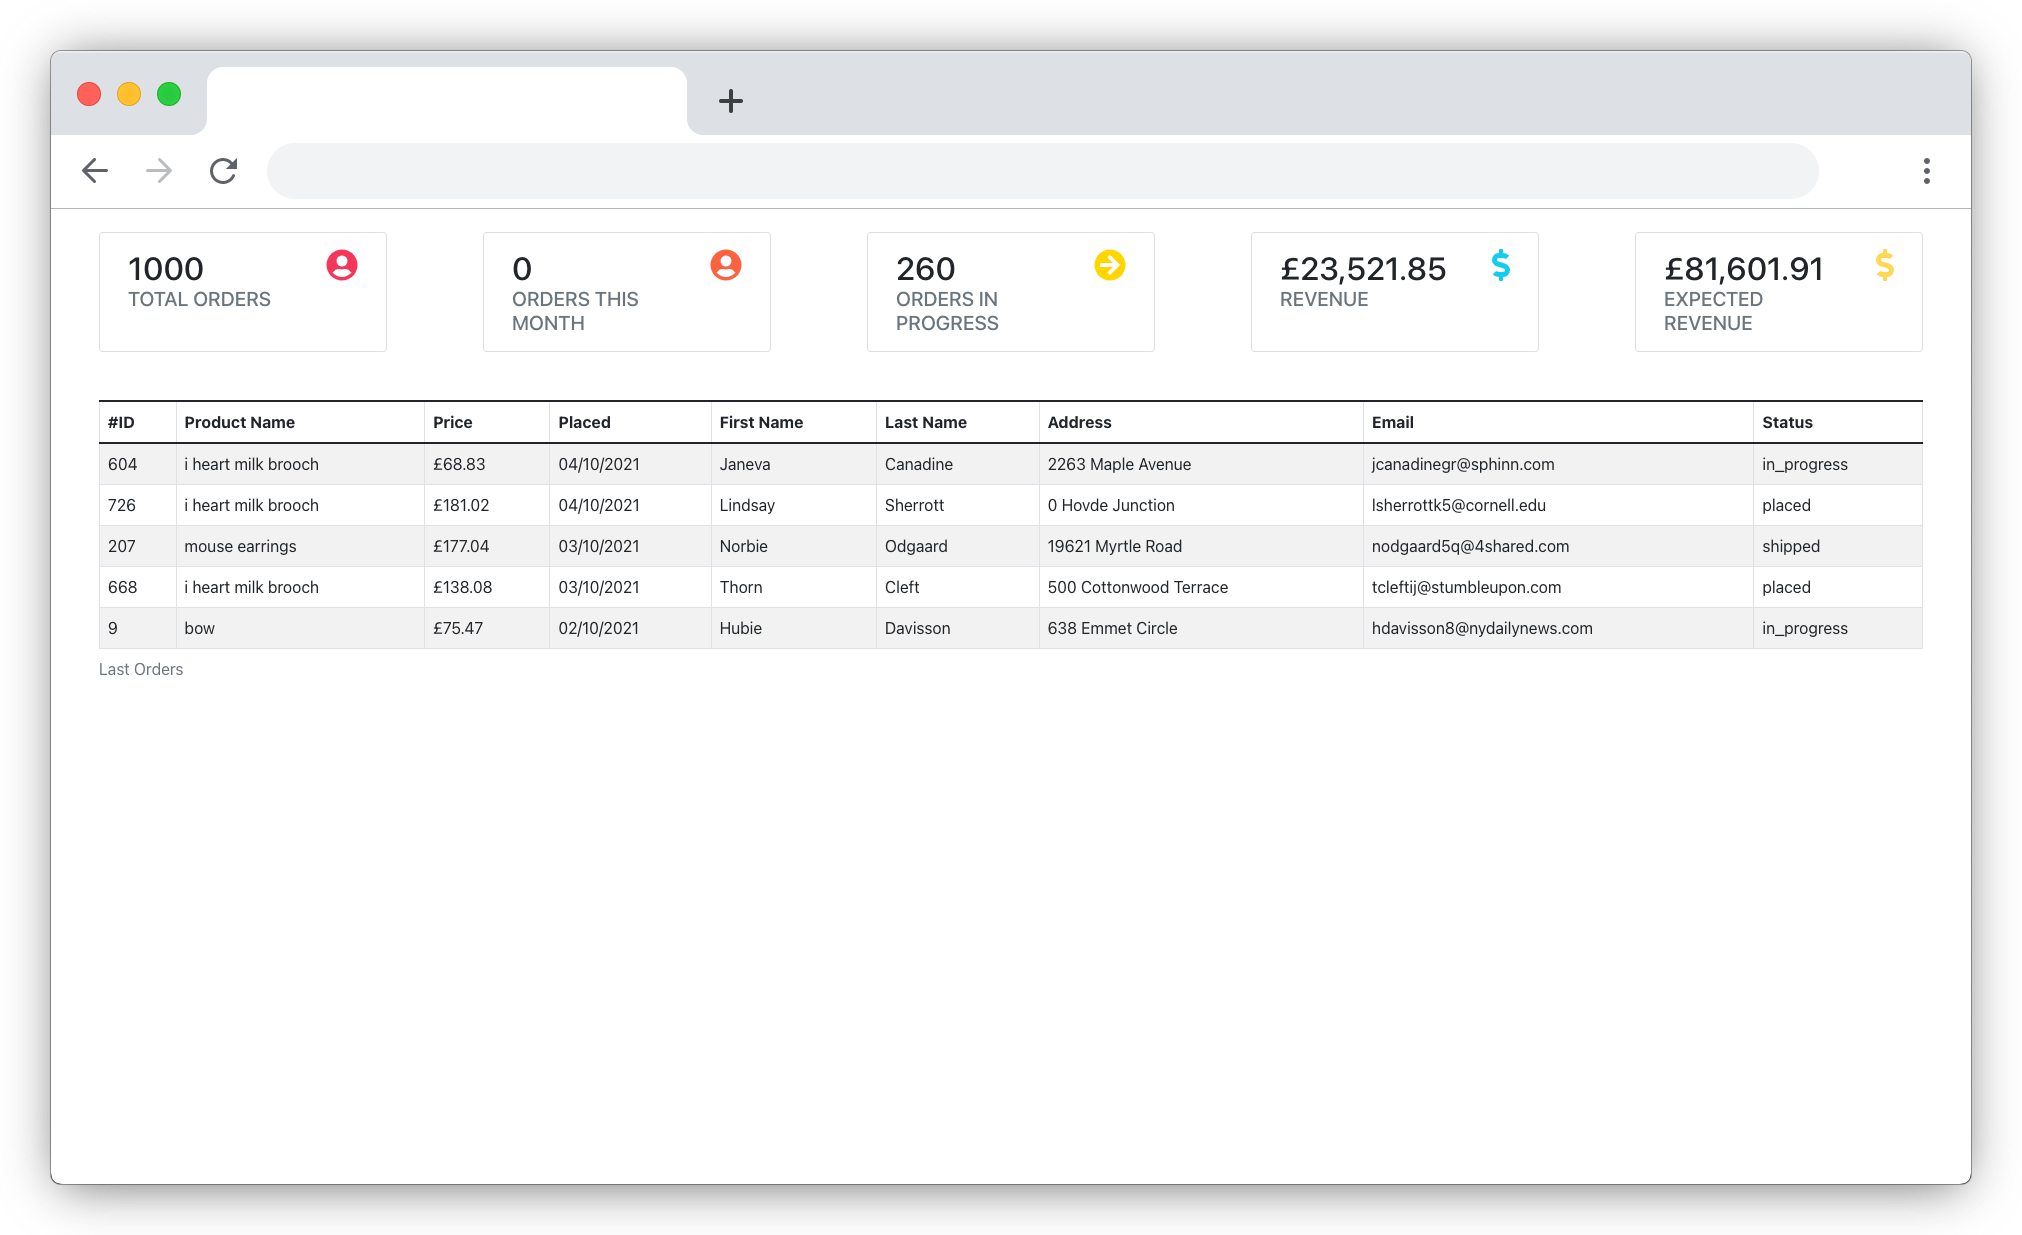 1000
TOTAL ORDERS
0
ORDERS THIS
MONTH
260
ORDERS IN
PROGRESS
£23,521.85
REVENUE
£81,601.91
EXPECTED
REVENUE
#ID Product Name Price Placed First Name Last Name Address Email Status
604 i heart milk brooch £68.83 04/10/2021 Janeva Canadine 2263 Maple Avenue jcanadinegr@sphinn.com in_progress
726 i heart milk brooch £181.02 04/10/2021 Lindsay Sherrott 0 Hovde Junction lsherrottk5@cornell.edu placed
207 mouse earrings £177.04 03/10/2021 Norbie Odgaard 19621 Myrtle Road nodgaard5q@4shared.com shipped
668 i heart milk brooch £138.08 03/10/2021 Thorn Cleft 500 Cottonwood Terrace tcleftij@stumbleupon.com placed
9 bow £75.47 02/10/2021 Hubie Davisson 638 Emmet Circle hdavisson8@nydailynews.com in_progress
Last Orders